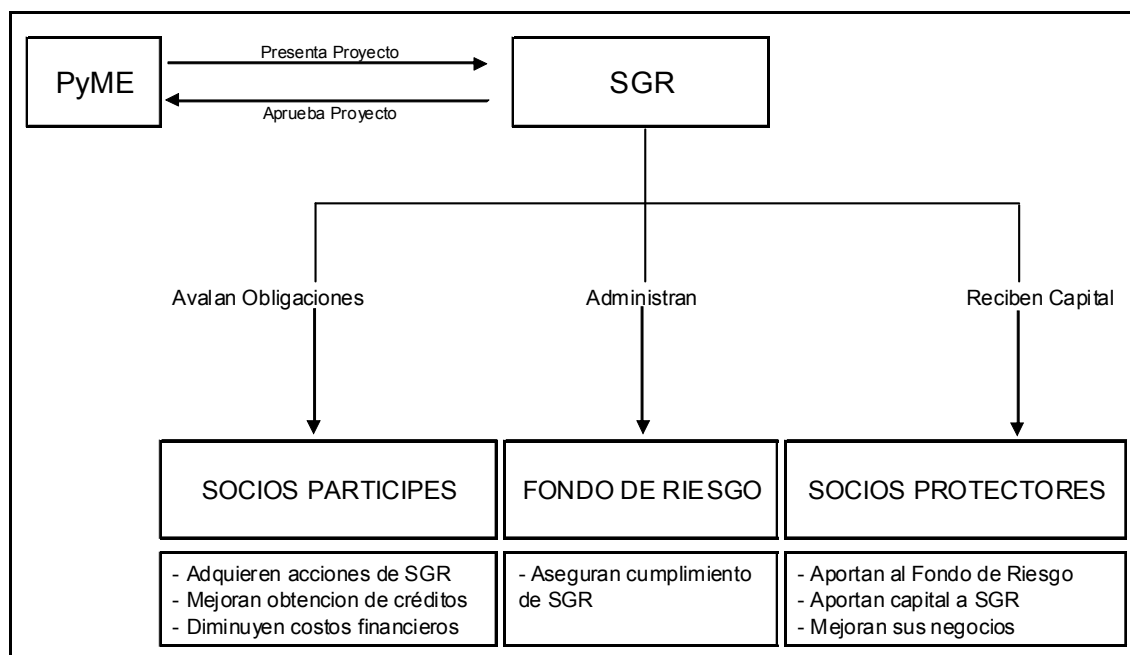 Presenta Proyecto
PyME
SGR
Aprueba Proyecto
Avalan Obligaciones
Administran
Reciben Capital
SOCIOS PARTICIPES
FONDO DE RIESGO
SOCIOS PROTECTORES
- Adquieren acciones de SGR
- Mejoran obtencion de créditos
- Diminuyen costos financieros
- Aseguran cumplimiento
de SGR
- Aportan al Fondo de Riesgo
- Aportan capital a SGR
- Mejoran sus negocios